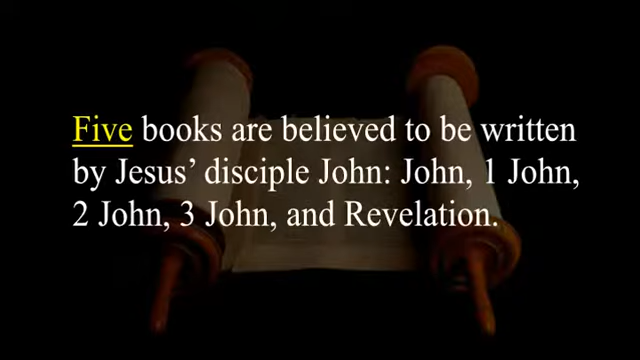 Five books are believed to be written
by Jesus’ disciple John: John, 1 John,
2 John, 3 John, and Revelation.